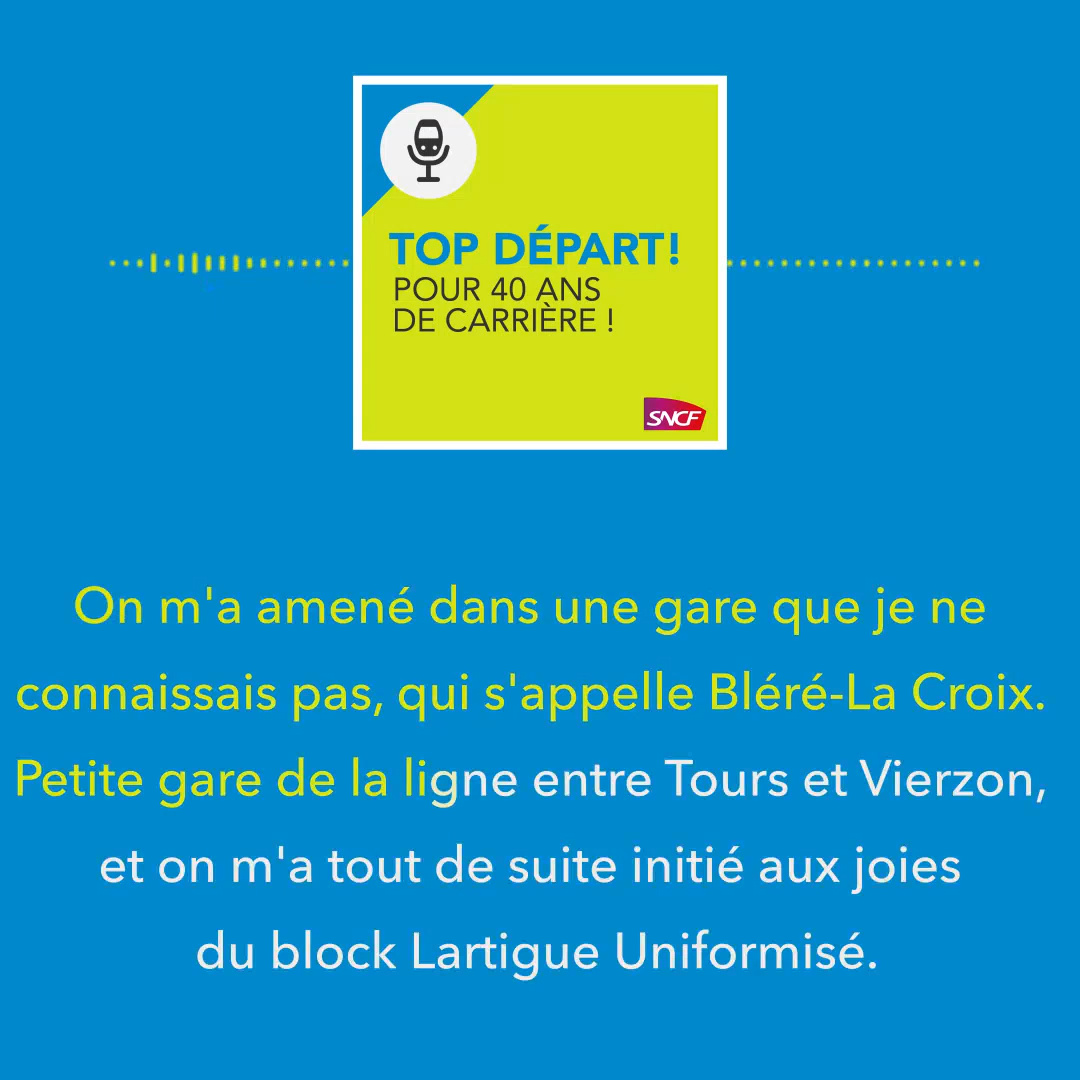 TOP DÉPART!
POUR 40 ANS
DE CARRIÈRE !
SNCF
On m'a amené dans une gare que je ne
connaissais pas, qui s'appelle Bléré-La Croix.
Petite gare de la ligne entre Tours et Vierzon,
et on m'a tout de suite initié aux joies
du block Lartigue Uniformisé.